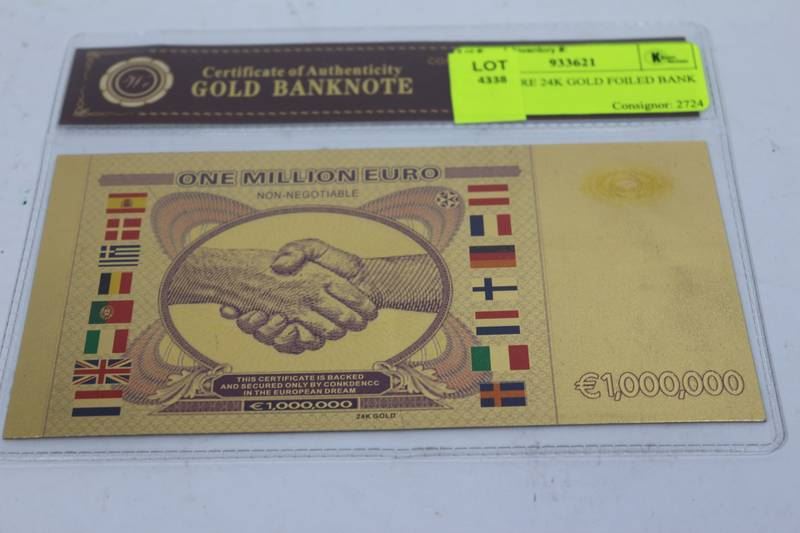 Certificate of Authenticity
GOLD BANKNOTE
LOT
4338
933621
RE 24K GOLD FOILED BANK
Consignor: 2724
ONE MILLION EURO
NON-NEGOTIABLE
THIS CERTIFICATE IS BACKED
AND SECURED ONLY BY CONKDENCC
IN THE EUROPEAN DREAM
€1,000,000
24K GOLD
€1,000,000